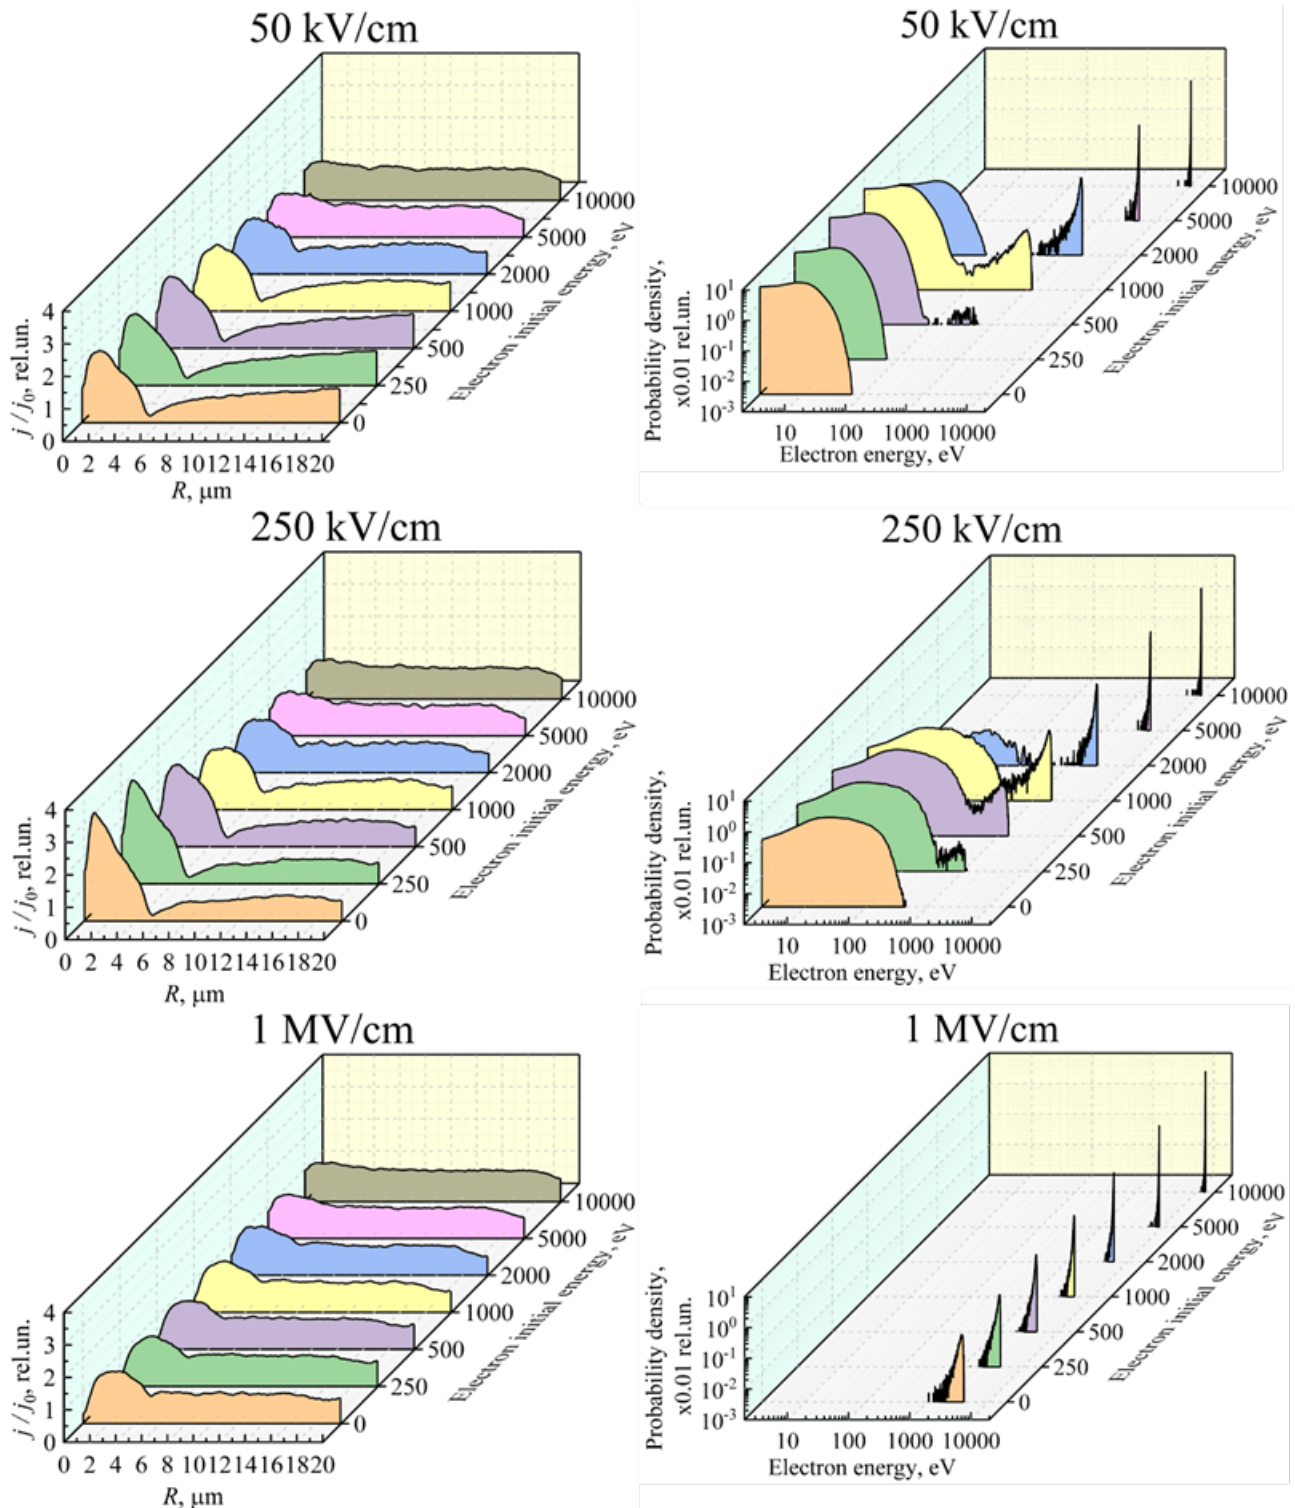 50 kV/cm
j / j0, rel.un.
4
3
2
1
0
0 2 4 6 8 10 12 14 16 18 20
R, μm
0
250
500
1000
2000
5000
10000
Electron initial energy, eV
50 kV/cm
Probability density,
x0.01 rel.un.
10^1
10^0
10^-1
10^-2
10^-3
10 100 1000 10000
Electron energy, eV
0
250
500
1000
2000
5000
10000
Electron initial energy, eV
250 kV/cm
j / j0, rel.un.
4
3
2
1
0
0 2 4 6 8 10 12 14 16 18 20
R, μm
0
250
500
1000
2000
5000
10000
Electron initial energy, eV
250 kV/cm
Probability density,
x0.01 rel.un.
10^1
10^0
10^-1
10^-2
10^-3
10 100 1000 10000
Electron energy, eV
0
250
500
1000
2000
5000
10000
Electron initial energy, eV
1 MV/cm
j / j0, rel.un.
4
3
2
1
0
0 2 4 6 8 10 12 14 16 18 20
R, μm
0
250
500
1000
2000
5000
10000
Electron initial energy, eV
1 MV/cm
Probability density,
x0.01 rel.un.
10^1
10^0
10^-1
10^-2
10^-3
10 100 1000 10000
Electron energy, eV
0
250
500
1000
2000
5000
10000
Electron initial energy, eV